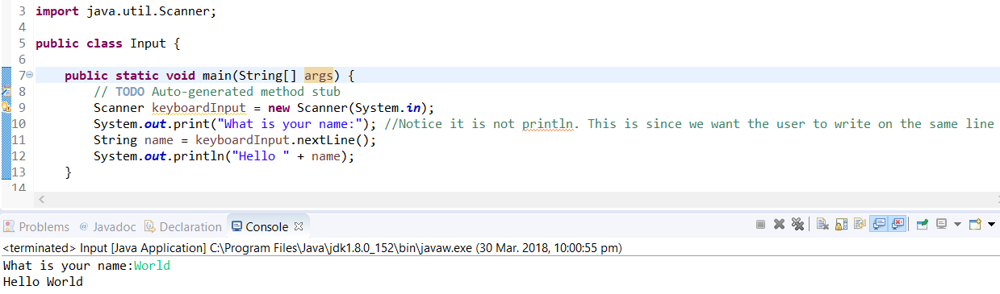 3 import java.util.Scanner;
4
5 public class Input {
6
7 public static void main(String[] args) {
8 // TODO Auto-generated method stub
9 Scanner keyboardInput = new Scanner(System.in);
10 System.out.print("What is your name:"); //Notice it is not println. This is since we want the user to write on the same line
11 String name = keyboardInput.nextLine();
12 System.out.println("Hello " + name);
13 }
14
Problems @ Javadoc Declaration Console
<terminated> Input [Java Application] C:\Program Files\Java\jdk1.8.0_152\bin\javaw.exe (30 Mar. 2018, 10:00:55 pm)
What is your name:World
Hello World